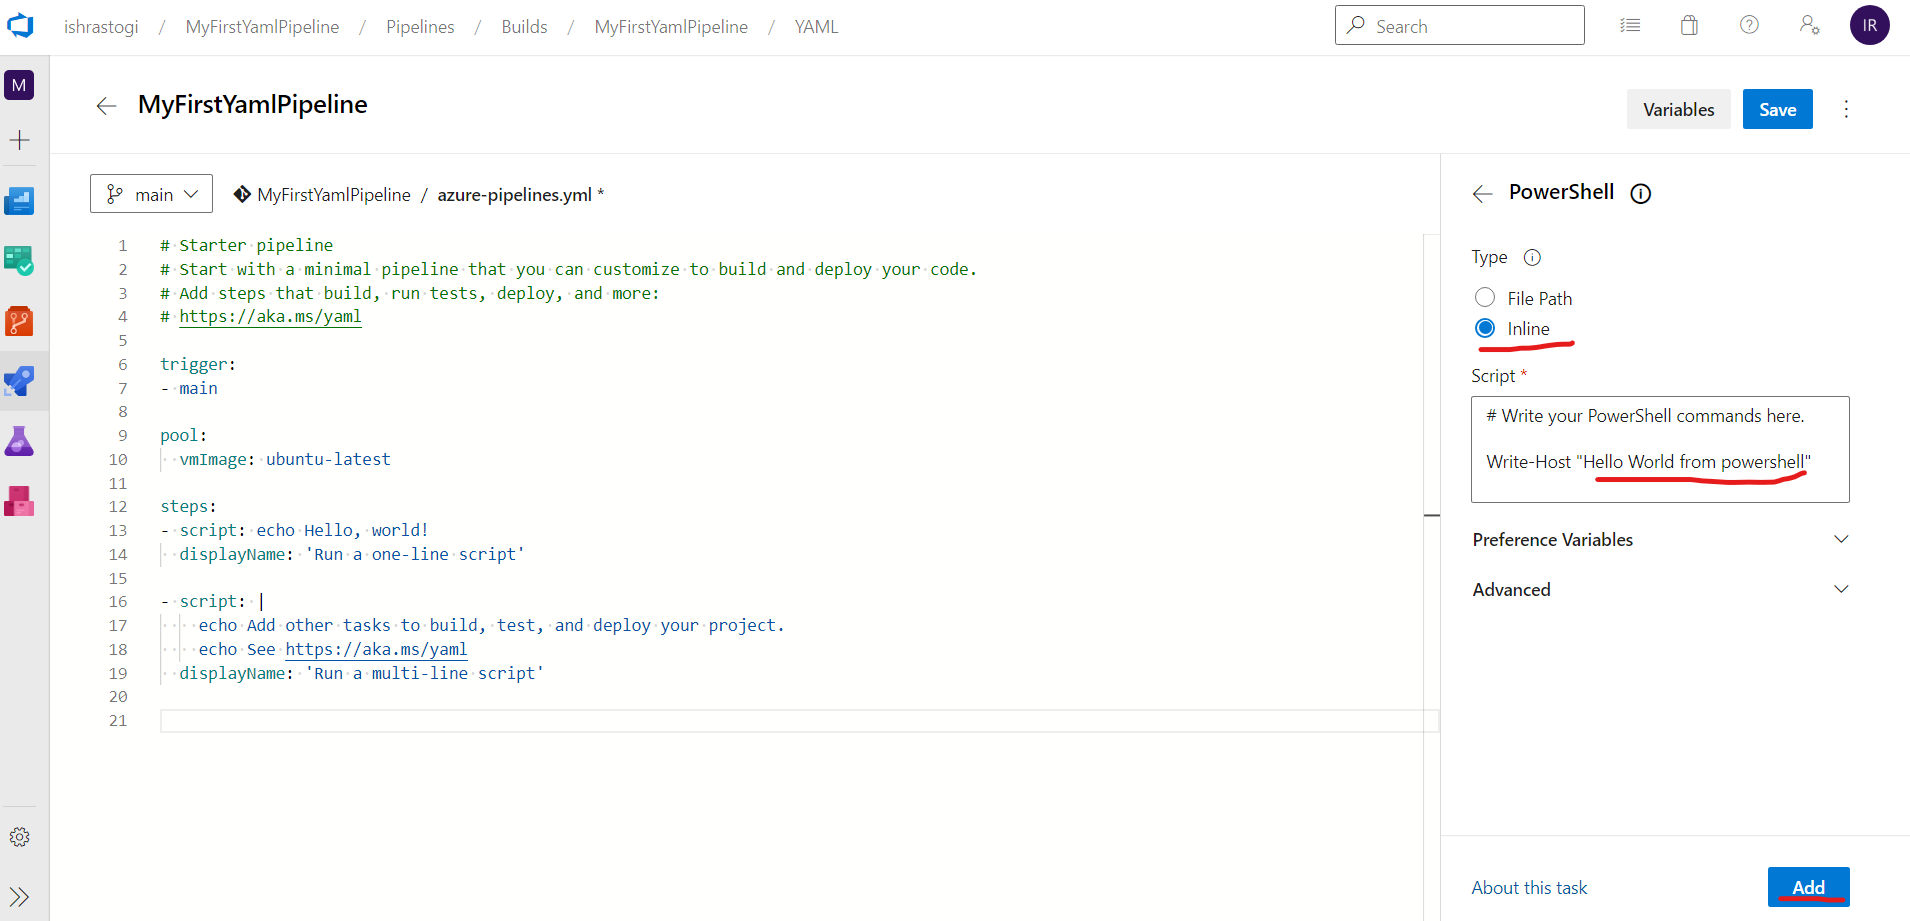 ishrastogi / MyFirstYamlPipeline / Pipelines / Builds / MyFirstYamlPipeline / YAML
Search
IR
M
MyFirstYamlPipeline
Variables
Save
main
MyFirstYamlPipeline / azure-pipelines.yml *
1 # Starter pipeline
2 # Start with a minimal pipeline that you can customize to build and deploy your code.
3 # Add steps that build, run tests, deploy, and more:
4 # https://aka.ms/yaml
5
6 trigger:
7 - main
8
9 pool:
10   vmImage: ubuntu-latest
11
12 steps:
13 - script: echo Hello, world!
14   displayName: 'Run a one-line script'
15
16 - script: |
17     echo Add other tasks to build, test, and deploy your project.
18     echo See https://aka.ms/yaml
19   displayName: 'Run a multi-line script'
20
21
PowerShell
Type
File Path
Inline
Script *
# Write your PowerShell commands here.
Write-Host "Hello World from powershell"
Preference Variables
Advanced
About this task
Add